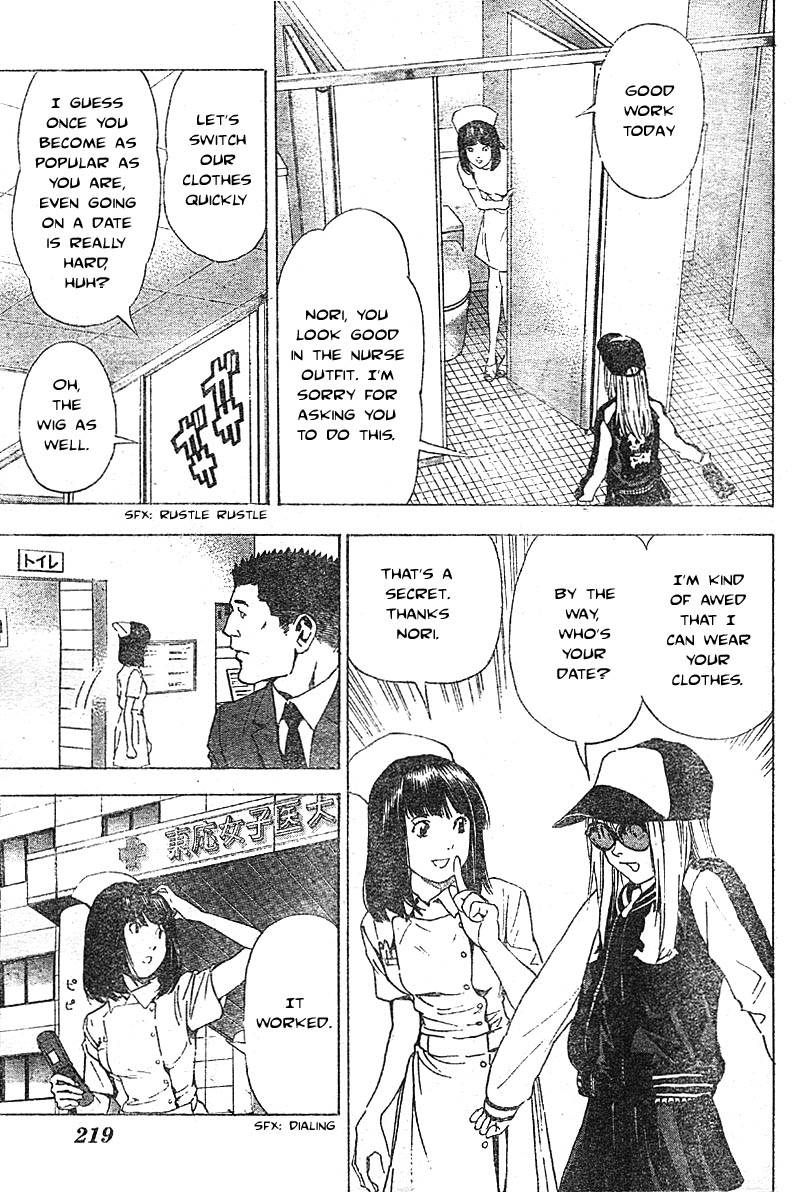 GOOD
WORK
TODAY
NORI, YOU
LOOK GOOD
IN THE NURSE
OUTFIT. I'M
SORRY FOR
ASKING YOU
TO DO THIS.
LET'S
SWITCH
OUR
CLOTHES
QUICKLY
I GUESS
ONCE YOU
BECOME AS
POPULAR AS
YOU ARE,
EVEN GOING
ON A DATE
IS REALLY
HARD,
HUH?
OH,
THE
WIG AS
WELL.
ガサ
ガサ
SFX: RUSTLE RUSTLE
I'M KIND
OF AWED
THAT I
CAN WEAR
YOUR
CLOTHES.
BY THE
WAY,
WHO'S
YOUR
DATE?
THAT'S A
SECRET.
THANKS
NORI.
トイレ
東応女子医大
IT
WORKED.
SFX: DIALING
219